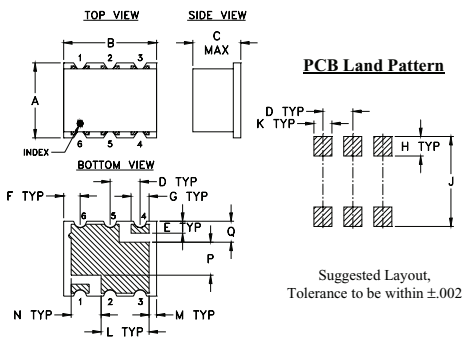 TOP VIEW
SIDE VIEW
B
C
MAX
1 2 3
A
6 5 4
INDEX
PCB Land Pattern
D TYP
K TYP
H TYP
J
BOTTOM VIEW
D TYP
F TYP
G TYP
6 5 4
E TYP
Q
P
1 2 3
N TYP
M TYP
L TYP
Suggested Layout,
Tolerance to be within ±.002